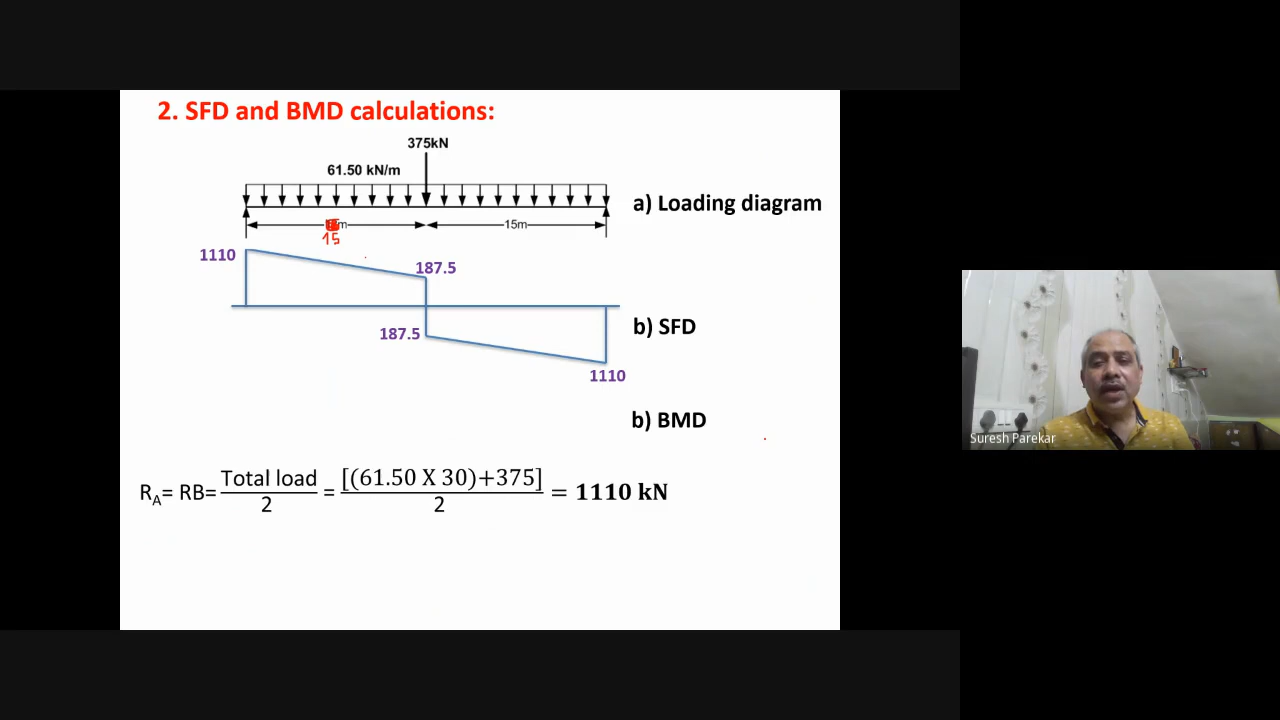 2. SFD and BMD calculations:
375kN
61.50 kN/m
a) Loading diagram
m
15m
15
1110
187.5
187.5
b) SFD
1110
b) BMD
R_A= RB= Total load / 2 = [(61.50 X 30)+375] / 2 = 1110 kN
Suresh Parekar